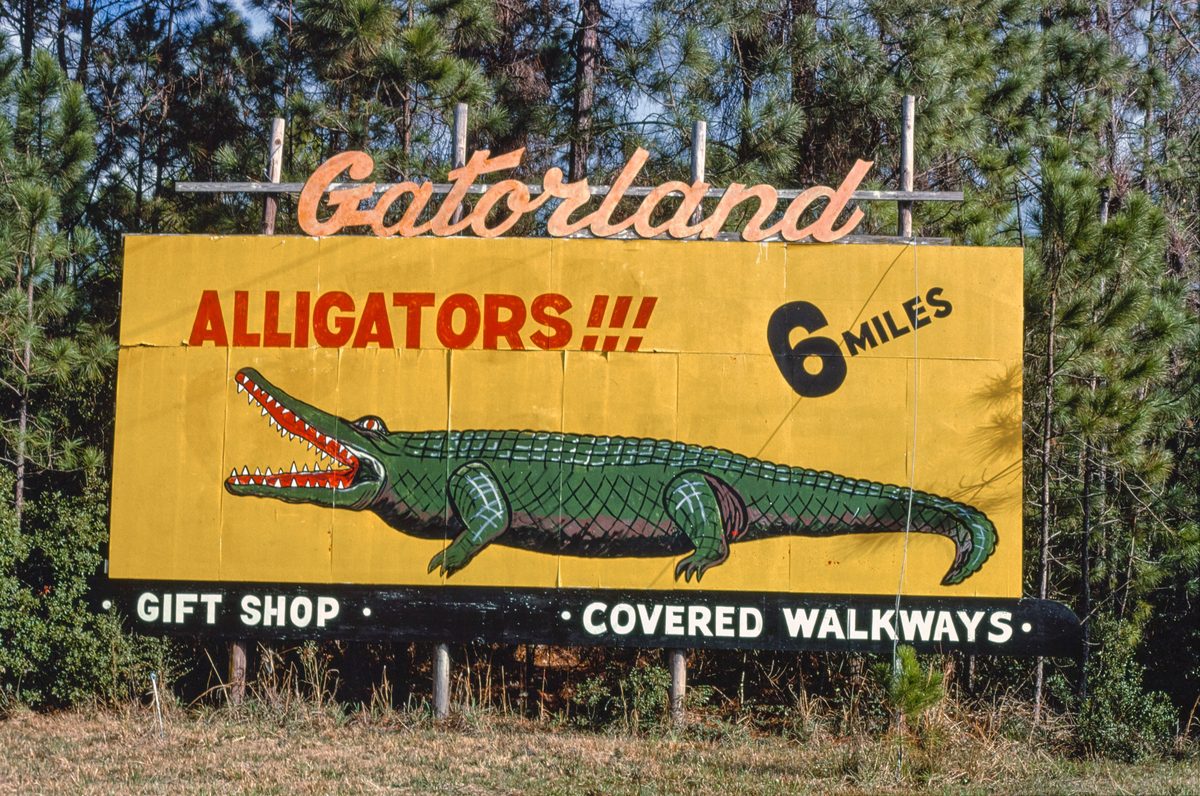 Gatorland
ALLIGATORS!!!
6 MILES
• GIFT SHOP •
• COVERED WALKWAYS •